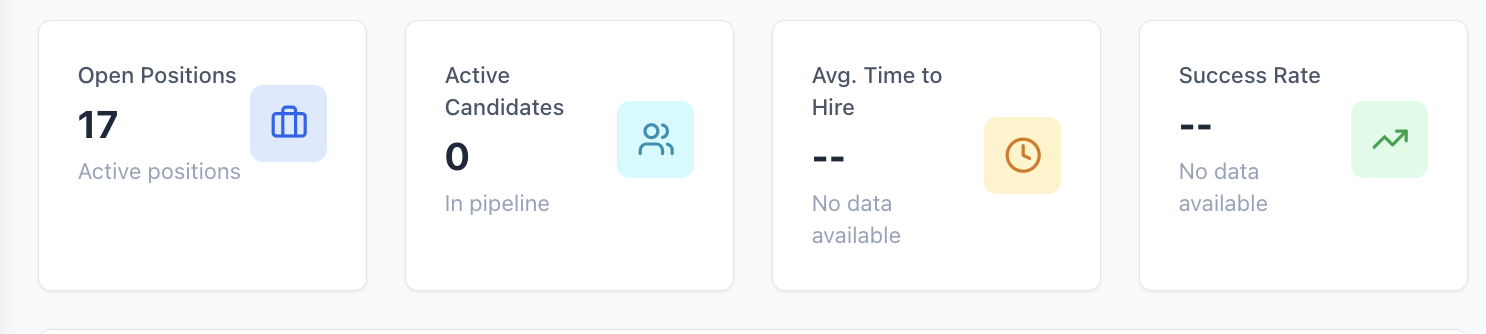 Open Positions
17
Active positions
Active
Candidates
0
In pipeline
Avg. Time to
Hire
--
No data
available
Success Rate
--
No data
available